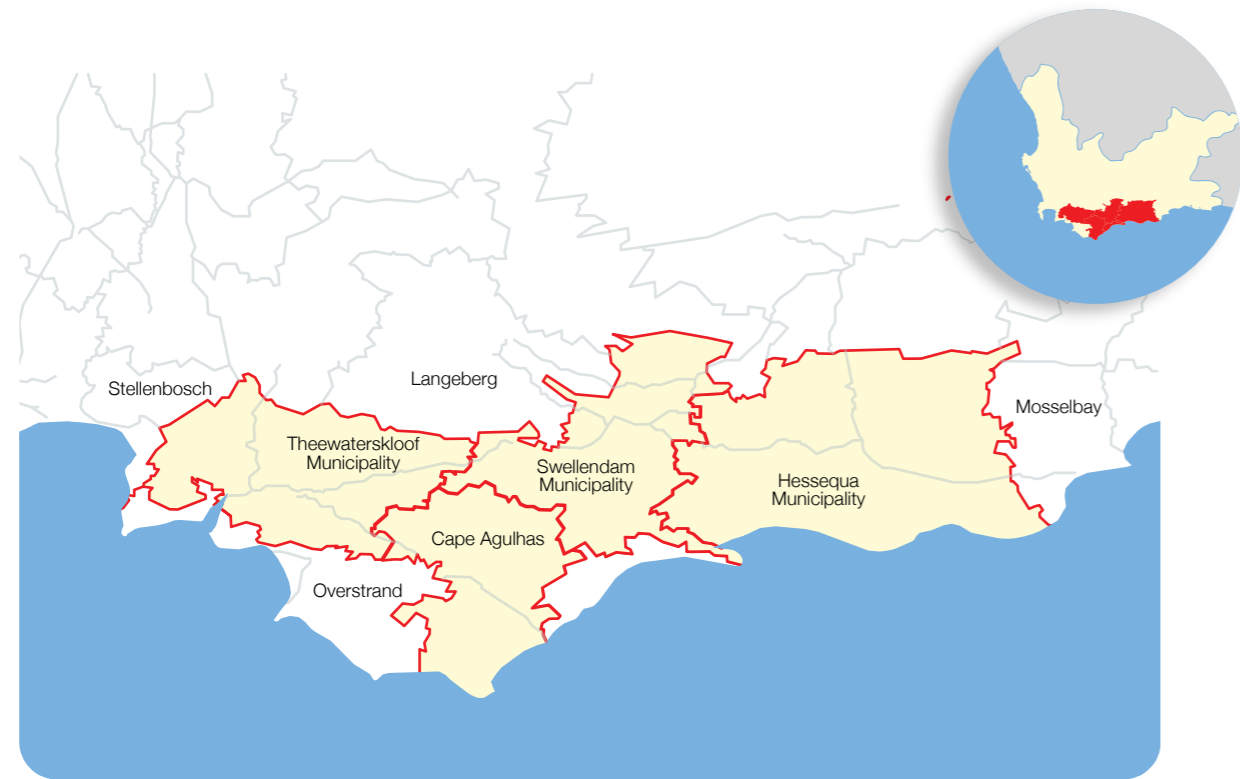 Stellenbosch
Langeberg
Mosselbay
Theewaterskloof
Municipality
Swellendam
Municipality
Hessequa
Municipality
Cape Agulhas
Overstrand